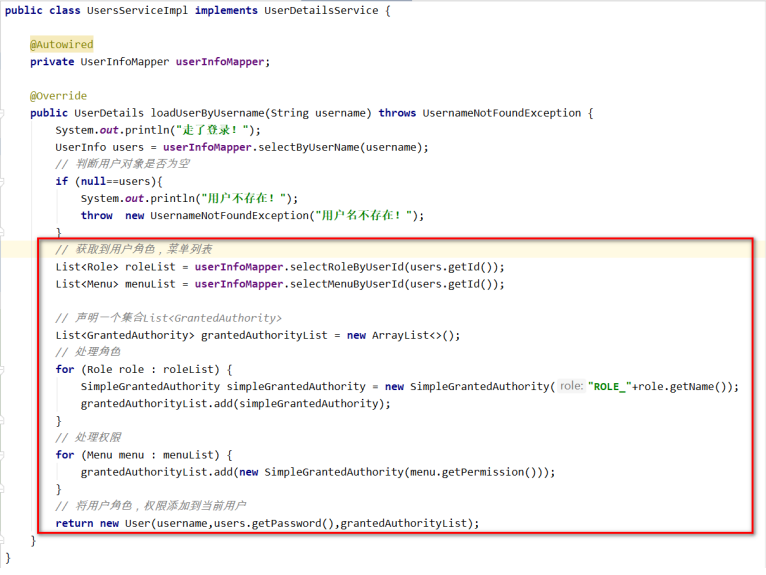 public class UsersServiceImpl implements UserDetailsService {
@Autowired
private UserInfoMapper userInfoMapper;
@Override
public UserDetails loadUserByUsername(String username) throws UsernameNotFoundException {
System.out.println("走了登录！");
UserInfo users = userInfoMapper.selectByUserName(username);
// 判断用户对象是否为空
if (null==users){
System.out.println("用户不存在！");
throw  new UsernameNotFoundException("用户名不存在！");
}
// 获取到用户角色，菜单列表
List<Role> roleList = userInfoMapper.selectRoleByUserId(users.getId());
List<Menu> menuList = userInfoMapper.selectMenuByUserId(users.getId());
// 声明一个集合List<GrantedAuthority>
List<GrantedAuthority> grantedAuthorityList = new ArrayList<>();
// 处理角色
for (Role role : roleList) {
SimpleGrantedAuthority simpleGrantedAuthority = new SimpleGrantedAuthority( role: "ROLE_"+role.getName());
grantedAuthorityList.add(simpleGrantedAuthority);
}
// 处理权限
for (Menu menu : menuList) {
grantedAuthorityList.add(new SimpleGrantedAuthority(menu.getPermission()));
}
// 将用户角色，权限添加到当前用户
return new User(username,users.getPassword(),grantedAuthorityList);
}
}